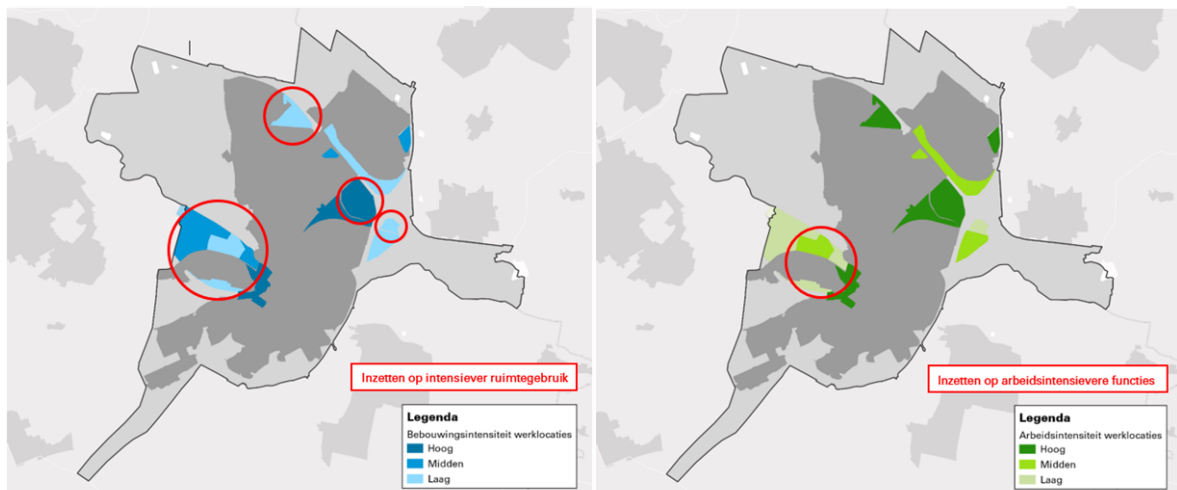 Inzetten op intensiever ruimtegebruik
Legenda
Bebouwingsintensiteit werklocaties
Hoog
Midden
Laag
Inzetten op arbeidsintensievere functies
Legenda
Arbeidsintensiteit werklocaties
Hoog
Midden
Laag